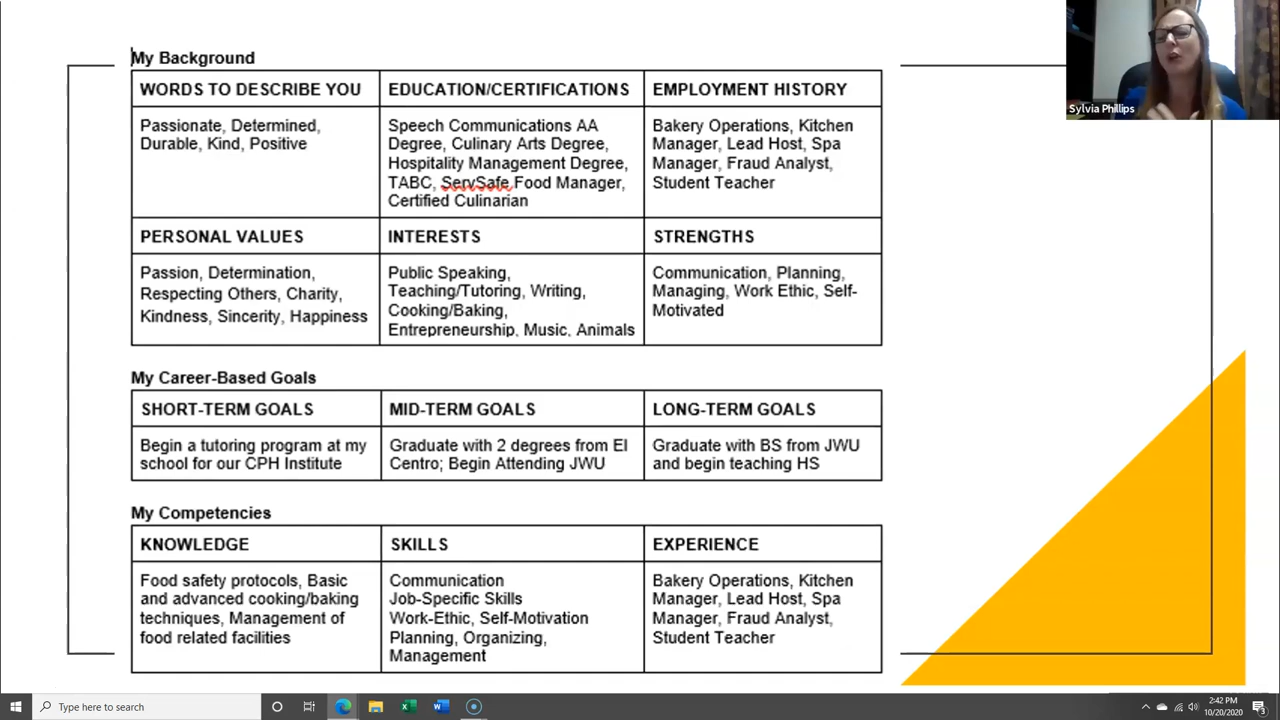 My Background
WORDS TO DESCRIBE YOU
EDUCATION/CERTIFICATIONS
EMPLOYMENT HISTORY
Passionate, Determined,
Durable, Kind, Positive
Speech Communications AA
Degree, Culinary Arts Degree,
Hospitality Management Degree,
TABC, ServSafe Food Manager,
Certified Culinarian
Bakery Operations, Kitchen
Manager, Lead Host, Spa
Manager, Fraud Analyst,
Student Teacher
PERSONAL VALUES
INTERESTS
STRENGTHS
Passion, Determination,
Respecting Others, Charity,
Kindness, Sincerity, Happiness
Public Speaking,
Teaching/Tutoring, Writing,
Cooking/Baking,
Entrepreneurship, Music, Animals
Communication, Planning,
Managing, Work Ethic, Self-
Motivated
My Career-Based Goals
SHORT-TERM GOALS
MID-TERM GOALS
LONG-TERM GOALS
Begin a tutoring program at my
school for our CPH Institute
Graduate with 2 degrees from El
Centro; Begin Attending JWU
Graduate with BS from JWU
and begin teaching HS
My Competencies
KNOWLEDGE
SKILLS
EXPERIENCE
Food safety protocols, Basic
and advanced cooking/baking
techniques, Management of
food related facilities
Communication
Job-Specific Skills
Work-Ethic, Self-Motivation
Planning, Organizing,
Management
Bakery Operations, Kitchen
Manager, Lead Host, Spa
Manager, Fraud Analyst,
Student Teacher
Sylvia Phillips
Type here to search
2:42 PM
10/20/2020
3